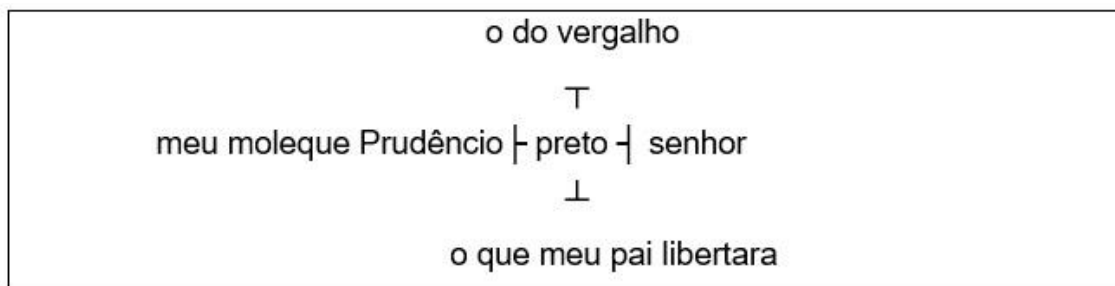 o do vergalho
┬
meu moleque Prudêncio ├ preto ┤ senhor
┴
o que meu pai libertara